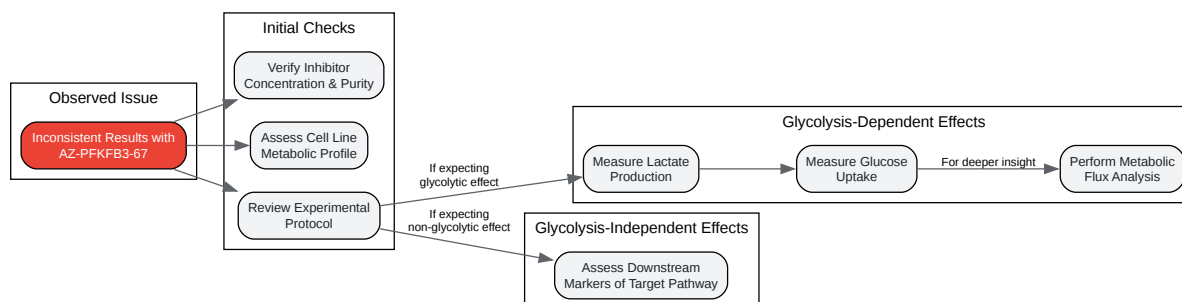 Observed Issue
Inconsistent Results with
AZ-PFKFB3-67
Initial Checks
Verify Inhibitor
Concentration & Purity
Assess Cell Line
Metabolic Profile
Review Experimental
Protocol
If expecting
glycolytic effect
If expecting
non-glycolytic effect
Glycolysis-Dependent Effects
Measure Lactate
Production
Measure Glucose
Uptake
For deeper insight
Perform Metabolic
Flux Analysis
Glycolysis-Independent Effects
Assess Downstream
Markers of Target Pathway